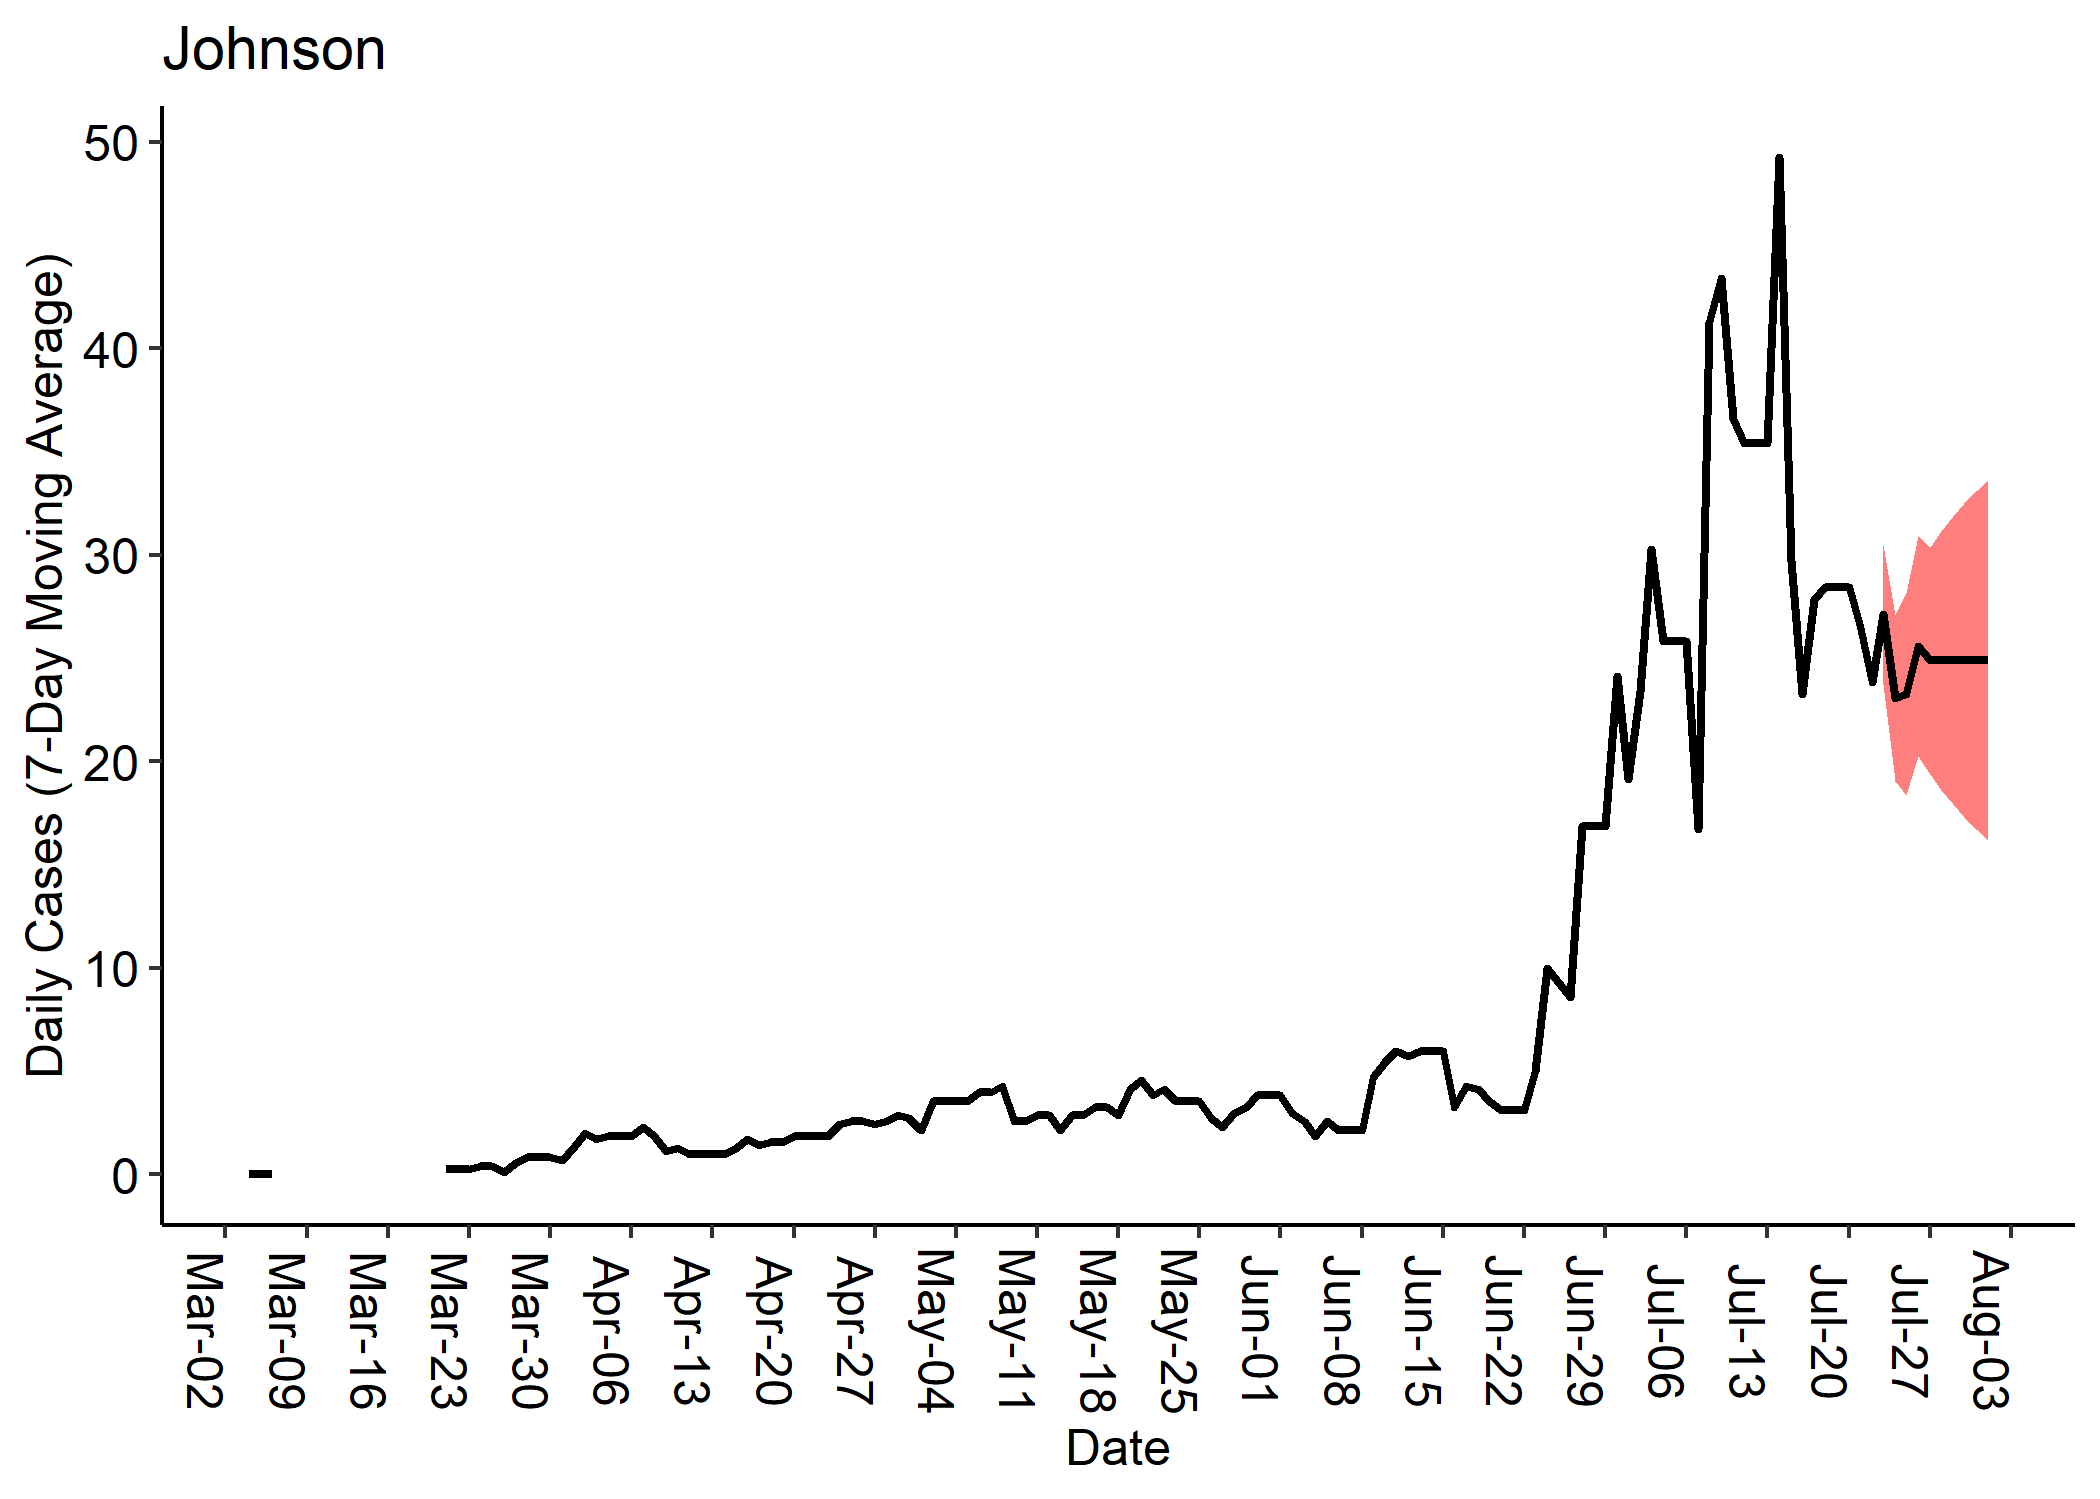 Johnson
Daily Cases (7-Day Moving Average)
50
40
30
20
10
0
Mar-02
Mar-09
Mar-16
Mar-23
Mar-30
Apr-06
Apr-13
Apr-20
Apr-27
May-04
May-11
May-18
May-25
Jun-01
Jun-08
Jun-15
Jun-22
Jun-29
Jul-06
Jul-13
Jul-20
Jul-27
Aug-03
Date